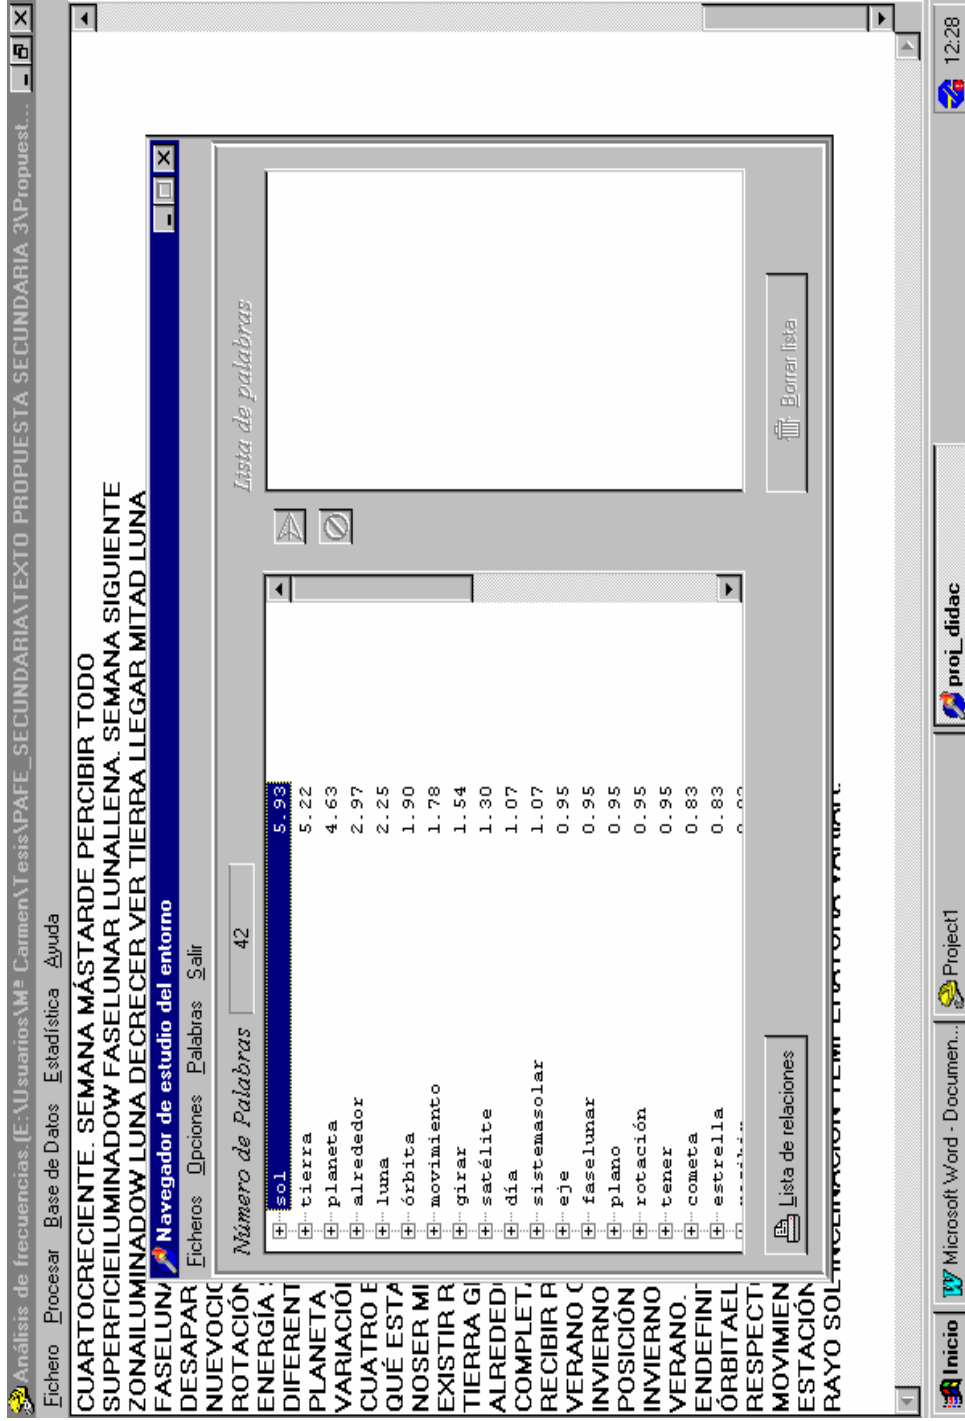 Análisis de frecuencias-[E:\Usuarios\Mª Carmen\Tesis\PAFE_SECUNDARIA\TEXTO PROPUESTA SECUNDARIA 3\Propuest...
Fichero Procesar Base de Datos Estadística Ayuda
CUARTOCRECIENTE. SEMANA MÁSTARDE PERCIBIR TODO
SUPERFICIEILUMINADOW FASELUNAR LUNALLENA. SEMANA SIGUIENTE
ZONAILUMINADOW LUNA DECRECER VER TIERRA LLEGAR MITAD LUNA
FASELUNA
DESAPAR
NUEVOCIC
ROTACIÓN
ENERGÍA
DIFERENT
PLANETA
VARIACIÓ
CUATRO E
QUÉ ESTA
NOSER MI
EXISTIR R
TIERRA GI
ALREDED
COMPLET
RECIBIR R
VERANO
INVIERNO
POSICIÓN
INVIERNO
VERANO.
ENDEFINI
ÓRBITAEL
RESPECT
MOVIMIEN
ESTACIÓN
RAYO SOL INCLINACIÓN TEMPERATURA VARIAR.
Navegador de estudio del entorno
Ficheros Opciones Palabras Salir
Número de Palabras 42
Lista de palabras
sol 5.93
tierra 5.22
planeta 4.63
alrededor 2.97
luna 2.25
órbita 1.90
movimiento 1.78
girar 1.54
satélite 1.30
día 1.07
sistemasolar 1.07
eje 0.95
faselunar 0.95
plano 0.95
rotación 0.95
tener 0.95
cometa 0.83
estrella 0.83
Lista de relaciones
Borrar lista
Inicio Microsoft Word - Documen... Project1 proj_didac 12:28